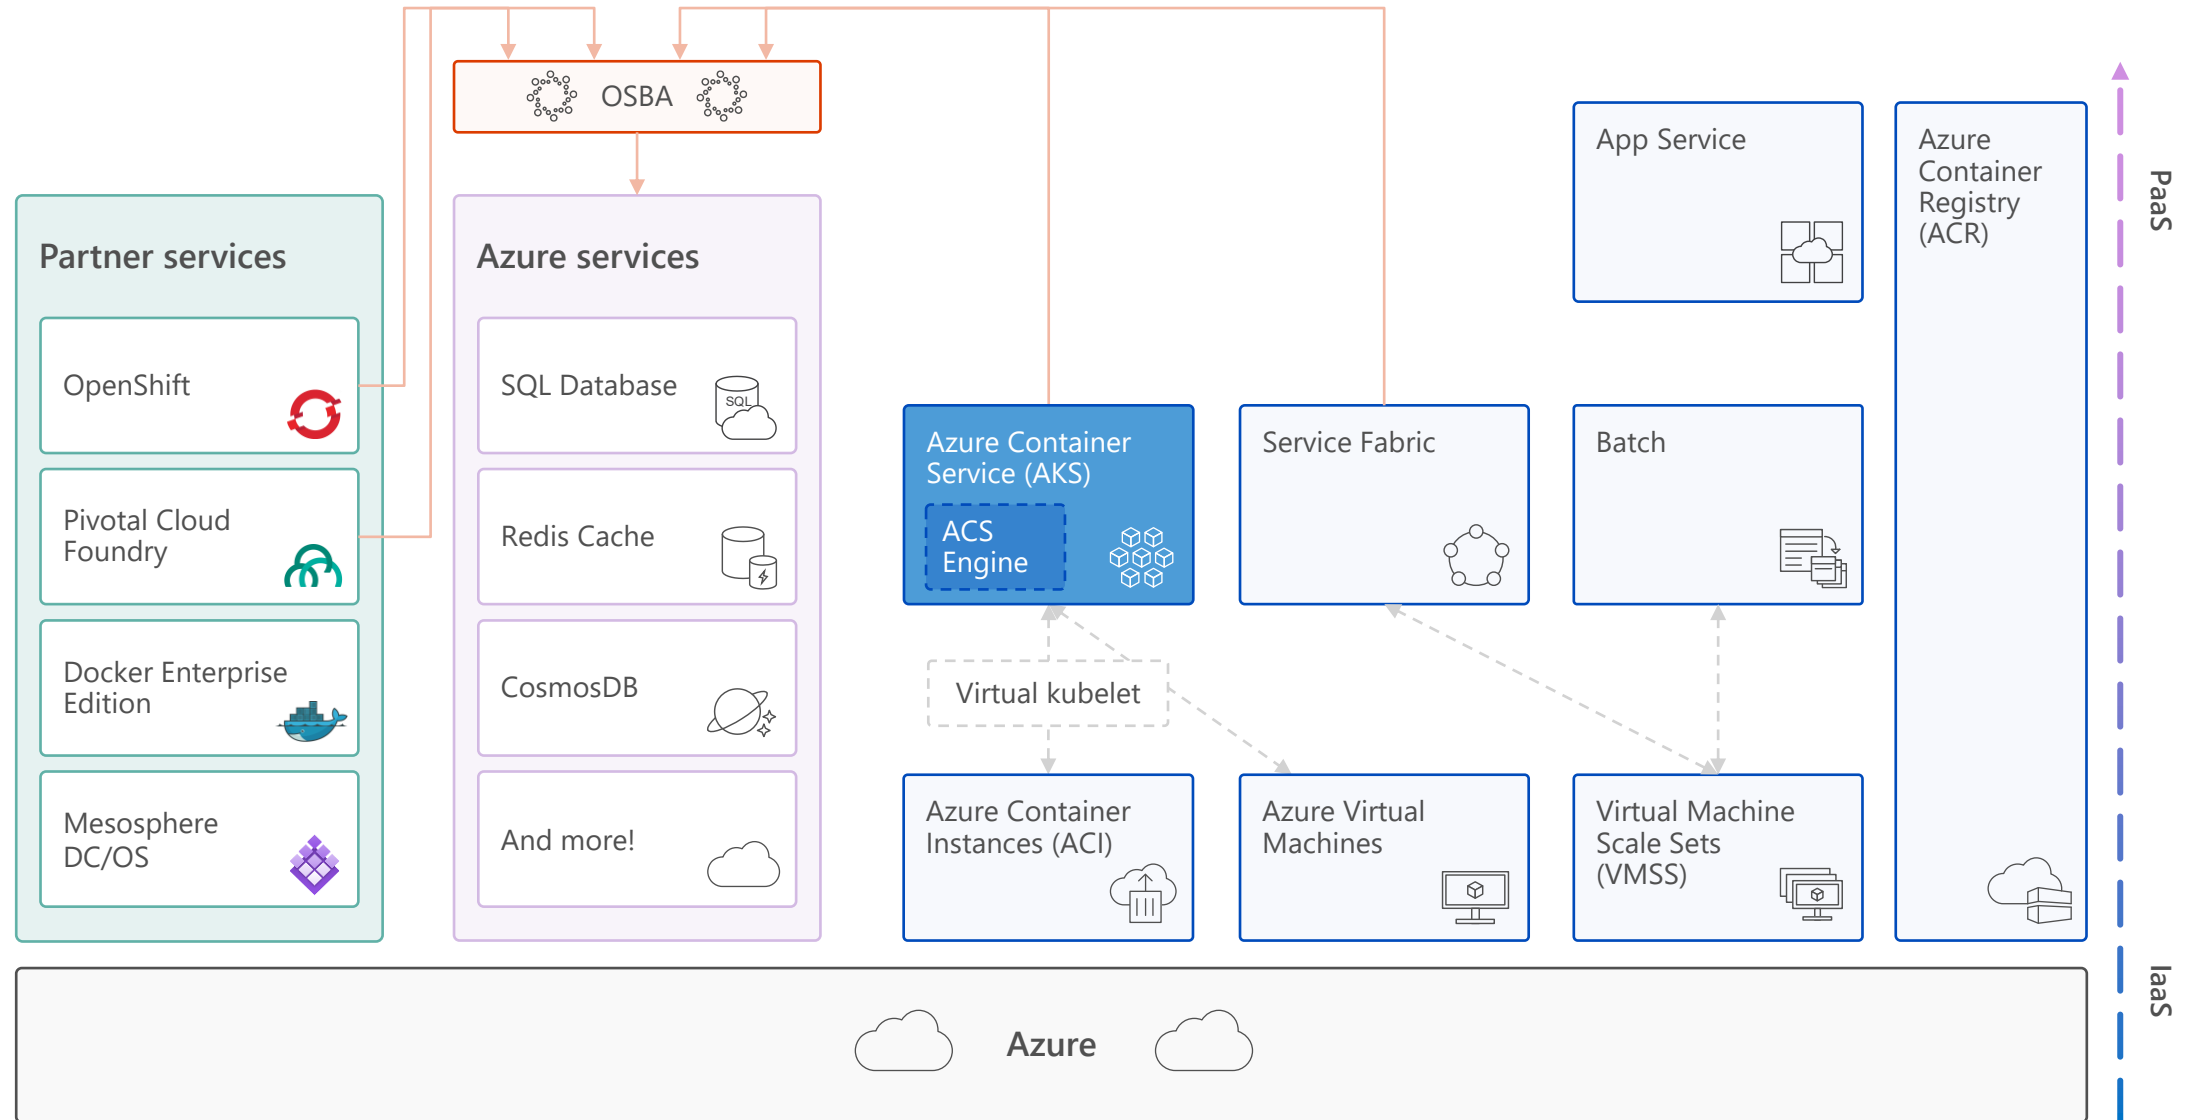 OSBA
Partner services
OpenShift
Pivotal Cloud
Foundry
Docker Enterprise
Edition
Mesosphere
DC/OS
Azure services
SQL Database
SQL
Redis Cache
CosmosDB
And more!
Azure Container
Service (AKS)
ACS
Engine
Service Fabric
App Service
Batch
Azure
Container
Registry
(ACR)
Virtual kubelet
Azure Container
Instances (ACI)
Azure Virtual
Machines
Virtual Machine
Scale Sets
(VMSS)
PaaS
IaaS
Azure